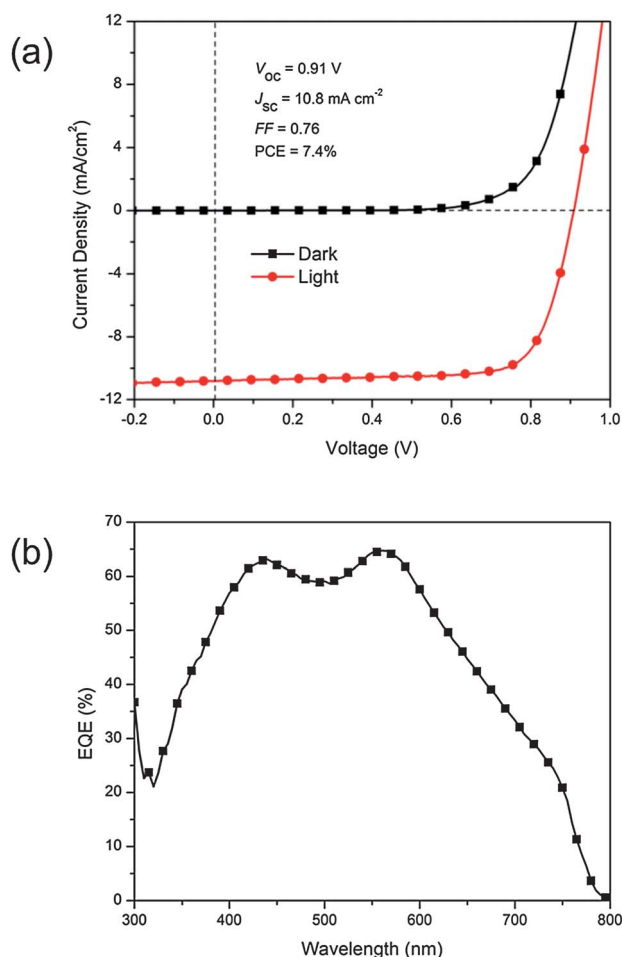 (a)
12
8
4
0
-4
-8
-12
Current Density (mA/cm²)
V_OC = 0.91 V
J_SC = 10.8 mA cm⁻²
FF = 0.76
PCE = 7.4%
Dark
Light
-0.2 0.0 0.2 0.4 0.6 0.8 1.0
Voltage (V)
(b)
70
60
50
40
30
20
10
0
EQE (%)
300 400 500 600 700 800
Wavelength (nm)